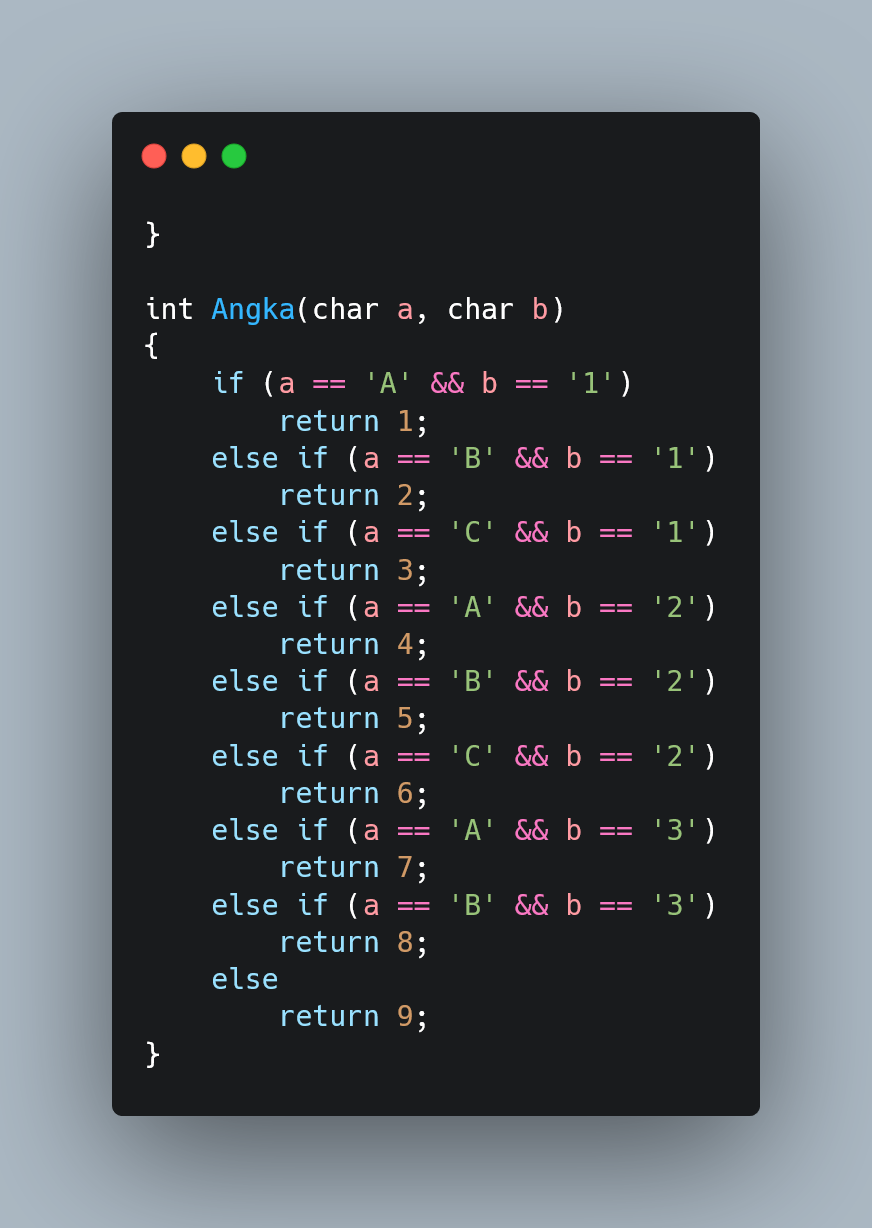 }
int Angka(char a, char b)
{
    if (a == 'A' && b == '1')
        return 1;
    else if (a == 'B' && b == '1')
        return 2;
    else if (a == 'C' && b == '1')
        return 3;
    else if (a == 'A' && b == '2')
        return 4;
    else if (a == 'B' && b == '2')
        return 5;
    else if (a == 'C' && b == '2')
        return 6;
    else if (a == 'A' && b == '3')
        return 7;
    else if (a == 'B' && b == '3')
        return 8;
    else
        return 9;
}